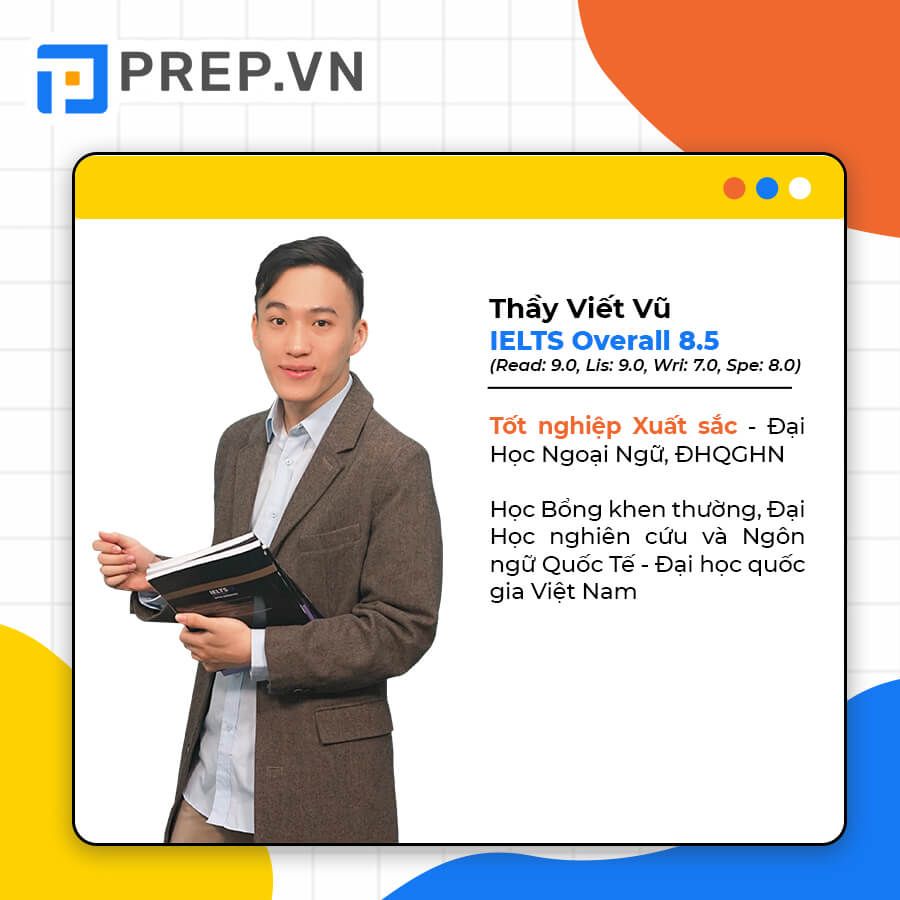 PREP.VN
Thầy Viết Vũ
IELTS Overall 8.5
(Read: 9.0, Lis: 9.0, Wri: 7.0, Spe: 8.0)
Tốt nghiệp Xuất sắc - Đại
Học Ngoại Ngữ, ĐHQGHN
Học Bổng khen thường, Đại
Học nghiên cứu và Ngôn
ngữ Quốc Tế - Đại học quốc
gia Việt Nam
IELTS